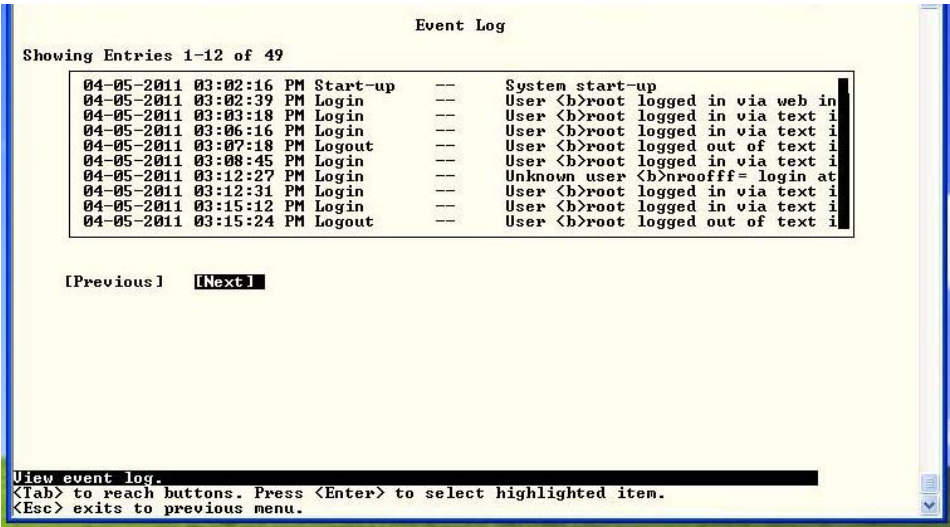 Event Log
Showing Entries 1-12 of 49
04-05-2011 03:02:16 PM Start-up -- System start-up
04-05-2011 03:02:39 PM Login -- User <b>root logged in via web in
04-05-2011 03:03:18 PM Login -- User <b>root logged in via text i
04-05-2011 03:06:16 PM Login -- User <b>root logged in via text i
04-05-2011 03:07:18 PM Logout -- User <b>root logged out of text i
04-05-2011 03:08:45 PM Login -- User <b>root logged in via text i
04-05-2011 03:12:27 PM Login -- Unknown user <b>nroofff= login at
04-05-2011 03:12:31 PM Login -- User <b>root logged in via text i
04-05-2011 03:15:12 PM Login -- User <b>root logged in via text i
04-05-2011 03:15:24 PM Logout -- User <b>root logged out of text i
[Previous] [Next]
View event log.
<Tab> to reach buttons. Press <Enter> to select highlighted item.
<Esc> exits to previous menu.